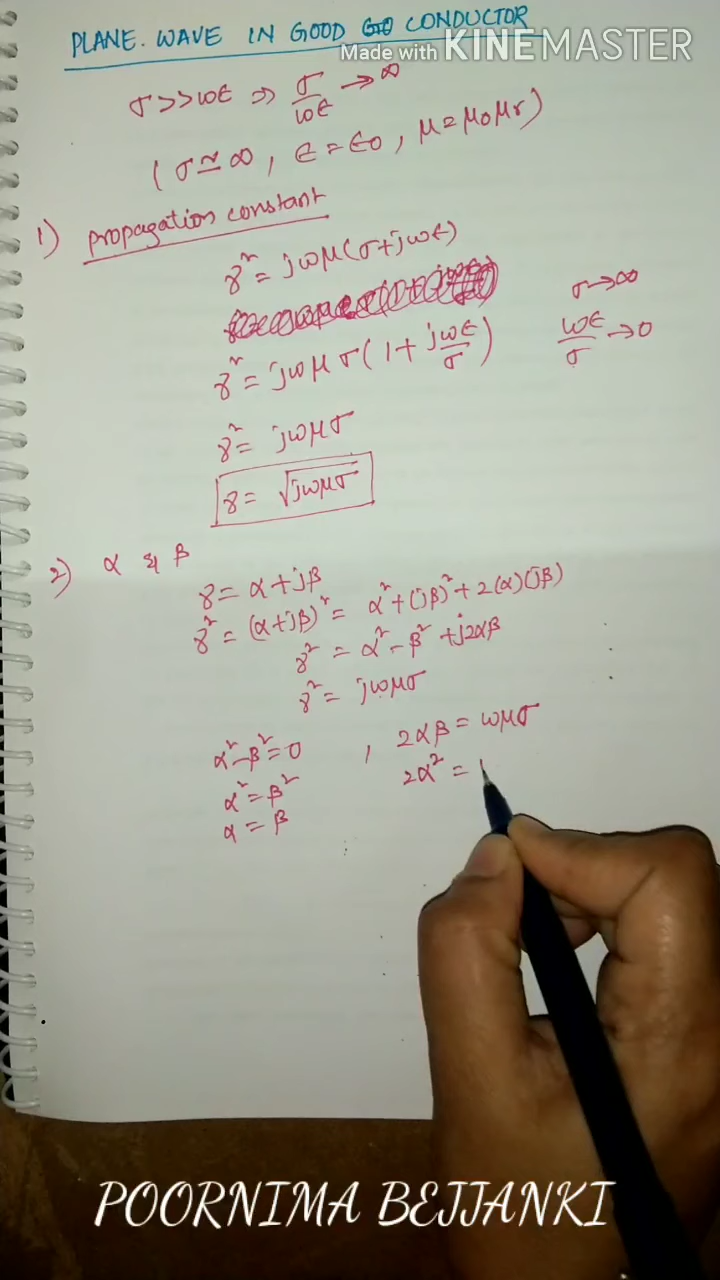 PLANE. WAVE IN GOOD CONDUCTOR
Made with KINEMASTER
σ >> ωϵ ⇒ σ/ωϵ → ∞
( σ ≃ ∞, ϵ = ϵ0, μ = μ0 μr)
1) propagation constant
γ² = jωμ(σ+jωϵ)
σ → ∞
γ² = jωμσ(1 + jωϵ/σ)
ωϵ/σ → 0
γ² = jωμσ
γ = √jωμσ
2) α & β
γ = α + jβ
γ² = (α+jβ)² = α² + (jβ)² + 2(α)(jβ)
γ² = α² - β² + j2αβ
γ² = jωμσ
α² - β² = 0 , 2αβ = ωμσ
α² = β² 2α² =
α = β
POORNIMA BEJJANKI